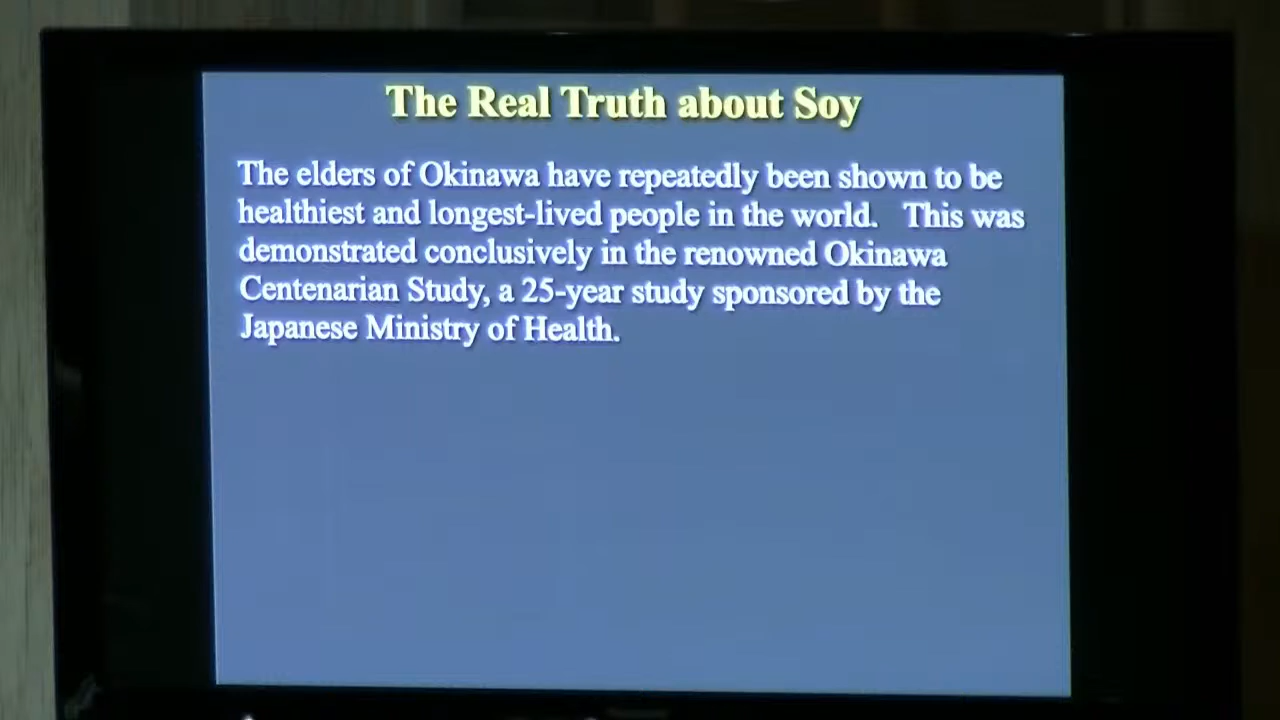 The Real Truth about Soy
The elders of Okinawa have repeatedly been shown to be
healthiest and longest-lived people in the world. This was
demonstrated conclusively in the renowned Okinawa
Centenarian Study, a 25-year study sponsored by the
Japanese Ministry of Health.